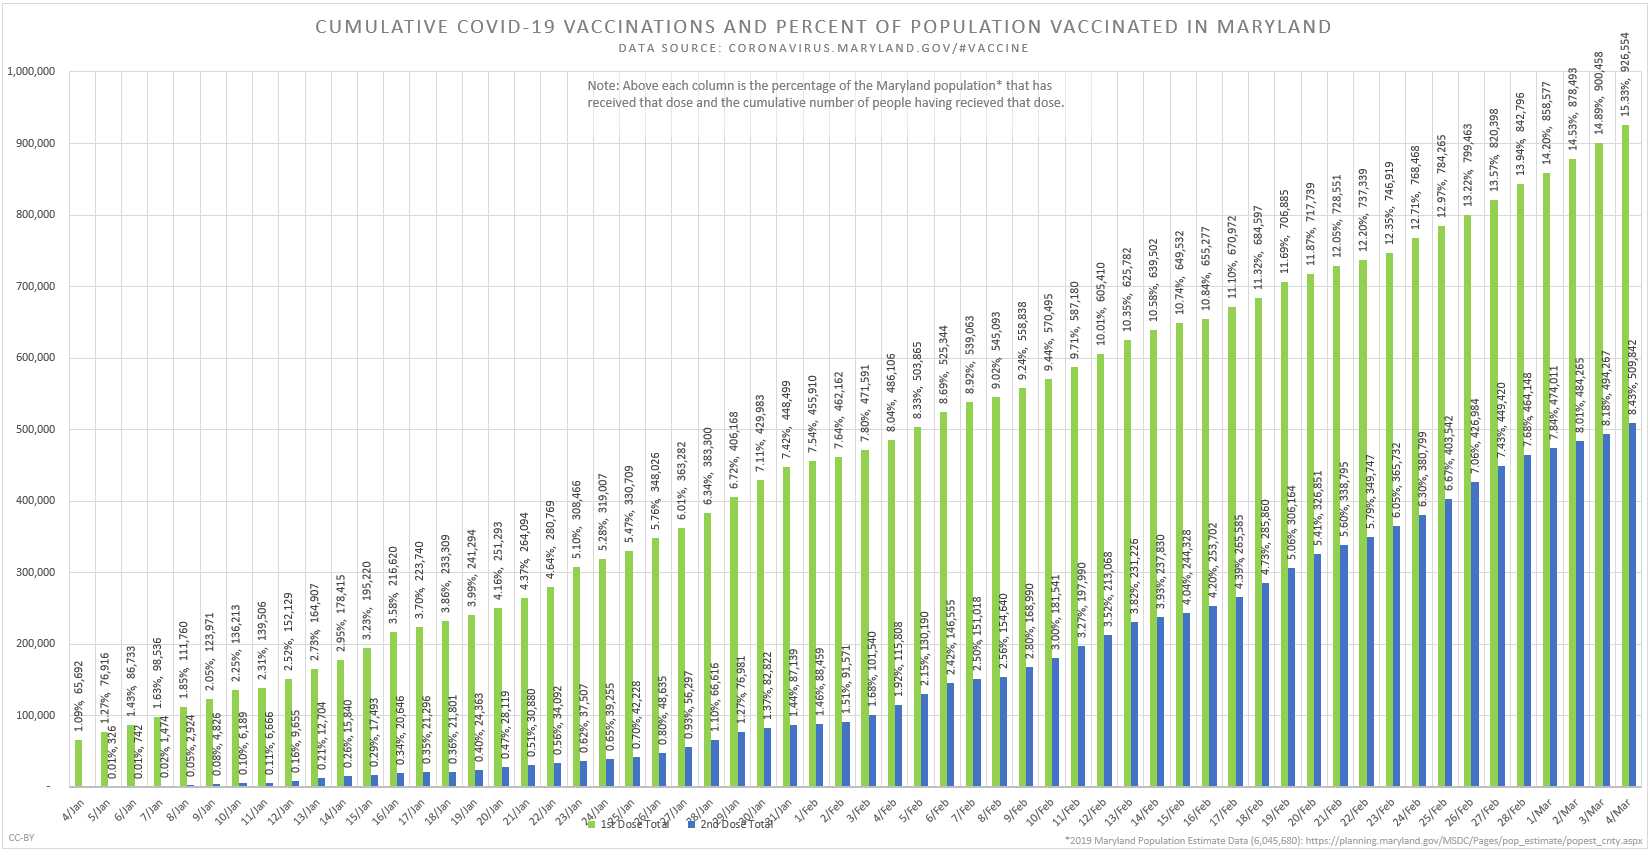 CUMULATIVE COVID-19 VACCINATIONS AND PERCENT OF POPULATION VACCINATED IN MARYLAND
DATA SOURCE: CORONAVIRUS.MARYLAND.GOV/#VACCINE
Note: Above each column is the percentage of the Maryland population* that has
received that dose and the cumulative number of people having recieved that dose.
1,000,000
900,000
800,000
700,000
600,000
500,000
400,000
300,000
200,000
100,000
-
1.09%, 65,692
1.27%, 76,916
0.01%, 326
1.43%, 86,733
0.01%, 742
1.63%, 98,536
0.02%, 1,474
1.85%, 111,760
0.05%, 2,924
2.05%, 123,971
0.08%, 4,826
2.25%, 136,213
0.10%, 6,189
2.31%, 139,506
0.11%, 6,666
2.52%, 152,129
0.16%, 9,655
2.73%, 164,907
0.21%, 12,704
2.95%, 178,415
0.26%, 15,840
3.23%, 195,220
0.29%, 17,493
3.58%, 216,620
0.34%, 20,646
3.70%, 223,740
0.35%, 21,296
3.86%, 233,309
0.36%, 21,801
3.99%, 241,294
0.40%, 24,363
4.16%, 251,293
0.47%, 28,119
4.37%, 264,094
0.51%, 30,880
4.64%, 280,769
0.56%, 34,092
5.10%, 308,466
0.62%, 37,507
5.28%, 319,007
0.65%, 39,255
5.47%, 330,709
0.70%, 42,228
5.76%, 348,026
0.80%, 48,635
6.01%, 363,282
0.93%, 56,297
6.34%, 383,300
1.10%, 66,616
6.72%, 406,168
1.27%, 76,981
7.11%, 429,983
1.37%, 82,822
7.42%, 448,499
1.44%, 87,139
7.54%, 455,910
1.46%, 88,459
7.64%, 462,162
1.51%, 91,571
7.80%, 471,591
1.68%, 101,540
8.04%, 486,106
1.92%, 115,808
8.33%, 503,865
2.15%, 130,190
8.69%, 525,344
2.42%, 146,555
8.92%, 539,063
2.50%, 151,018
9.02%, 545,093
2.56%, 154,640
9.24%, 558,838
2.80%, 168,990
9.44%, 570,495
3.00%, 181,541
9.71%, 587,180
3.27%, 197,990
10.01%, 605,410
3.52%, 213,068
10.35%, 625,782
3.82%, 231,226
10.58%, 639,502
3.93%, 237,830
10.74%, 649,532
4.04%, 244,328
10.84%, 655,277
4.20%, 253,702
11.10%, 670,972
4.39%, 265,585
11.32%, 684,597
4.73%, 285,860
11.69%, 706,885
5.06%, 306,164
11.87%, 717,739
5.41%, 326,851
12.05%, 728,551
5.60%, 338,795
12.20%, 737,339
5.79%, 349,747
12.35%, 746,919
6.05%, 365,732
12.71%, 768,468
6.30%, 380,799
12.97%, 784,265
6.67%, 403,542
13.22%, 799,463
7.06%, 426,984
13.57%, 820,398
7.43%, 449,420
13.94%, 842,796
7.68%, 464,148
14.20%, 858,577
7.84%, 474,011
14.53%, 878,493
8.01%, 484,265
14.89%, 900,458
8.18%, 494,267
15.33%, 926,554
8.43%, 509,842
4/Jan
5/Jan
6/Jan
7/Jan
8/Jan
9/Jan
10/Jan
11/Jan
12/Jan
13/Jan
14/Jan
15/Jan
16/Jan
17/Jan
18/Jan
19/Jan
20/Jan
21/Jan
22/Jan
23/Jan
24/Jan
25/Jan
26/Jan
27/Jan
28/Jan
29/Jan
30/Jan
31/Jan
1/Feb
2/Feb
3/Feb
4/Feb
5/Feb
6/Feb
7/Feb
8/Feb
9/Feb
10/Feb
11/Feb
12/Feb
13/Feb
14/Feb
15/Feb
16/Feb
17/Feb
18/Feb
19/Feb
20/Feb
21/Feb
22/Feb
23/Feb
24/Feb
25/Feb
26/Feb
27/Feb
28/Feb
1/Mar
2/Mar
3/Mar
4/Mar
1st Dose Total
2nd Dose Total
CC-BY
*2019 Maryland Population Estimate Data (6,045,680): https://planning.maryland.gov/MSDC/Pages/pop_estimate/popest_cnty.aspx